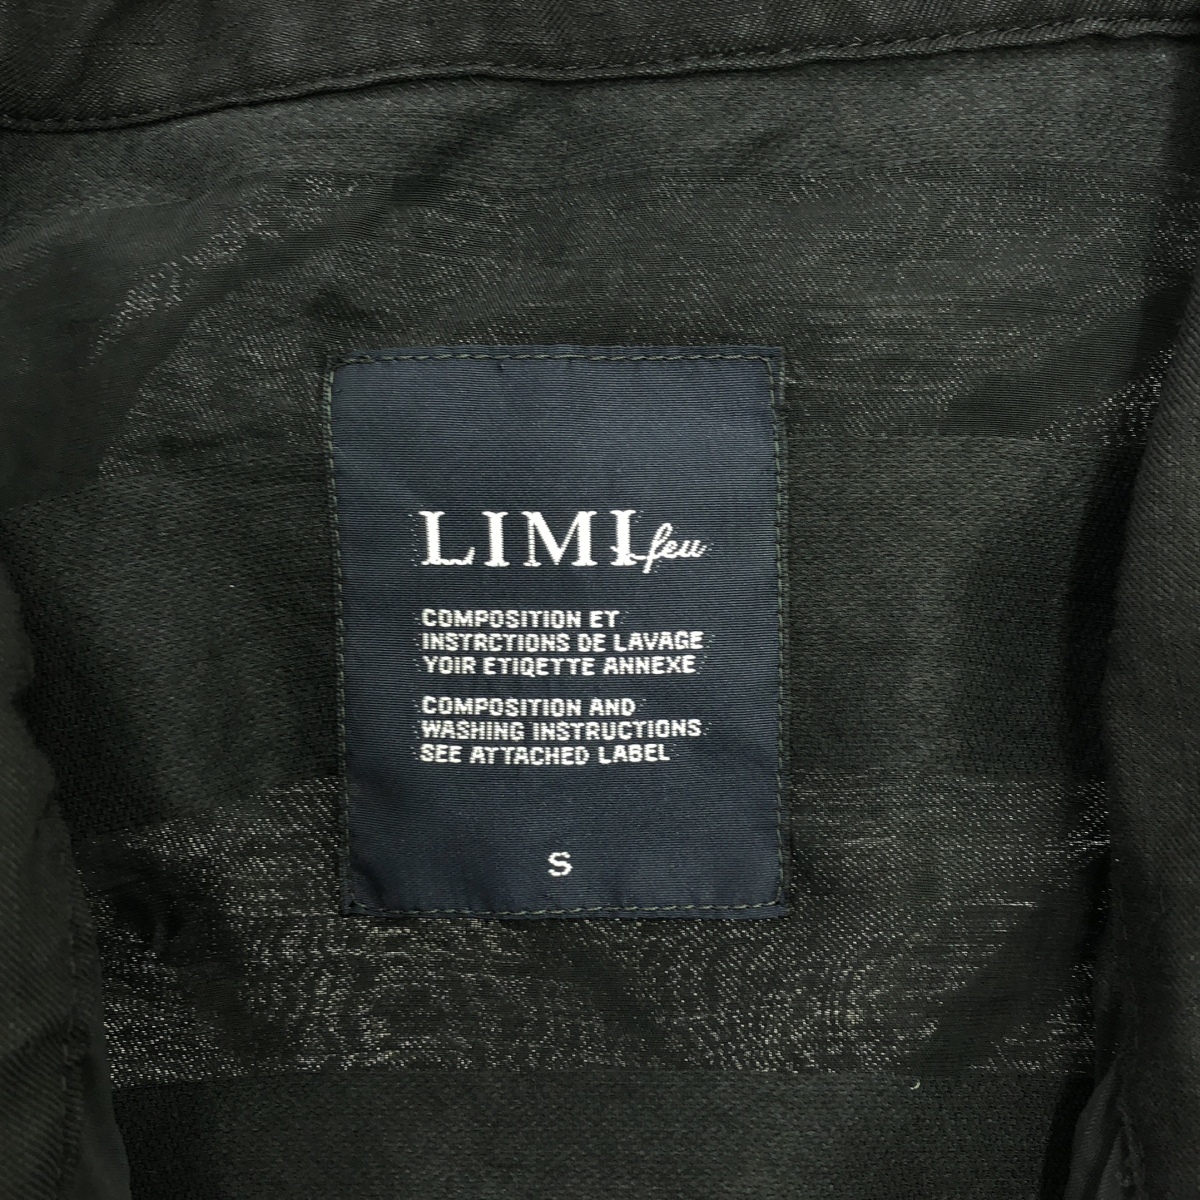 LIMI feu
COMPOSITION ET
INSTRCTIONS DE LAVAGE
YOIR ETIQETTE ANNEXE
COMPOSITION AND
WASHING INSTRUCTIONS
SEE ATTACHED LABEL
S